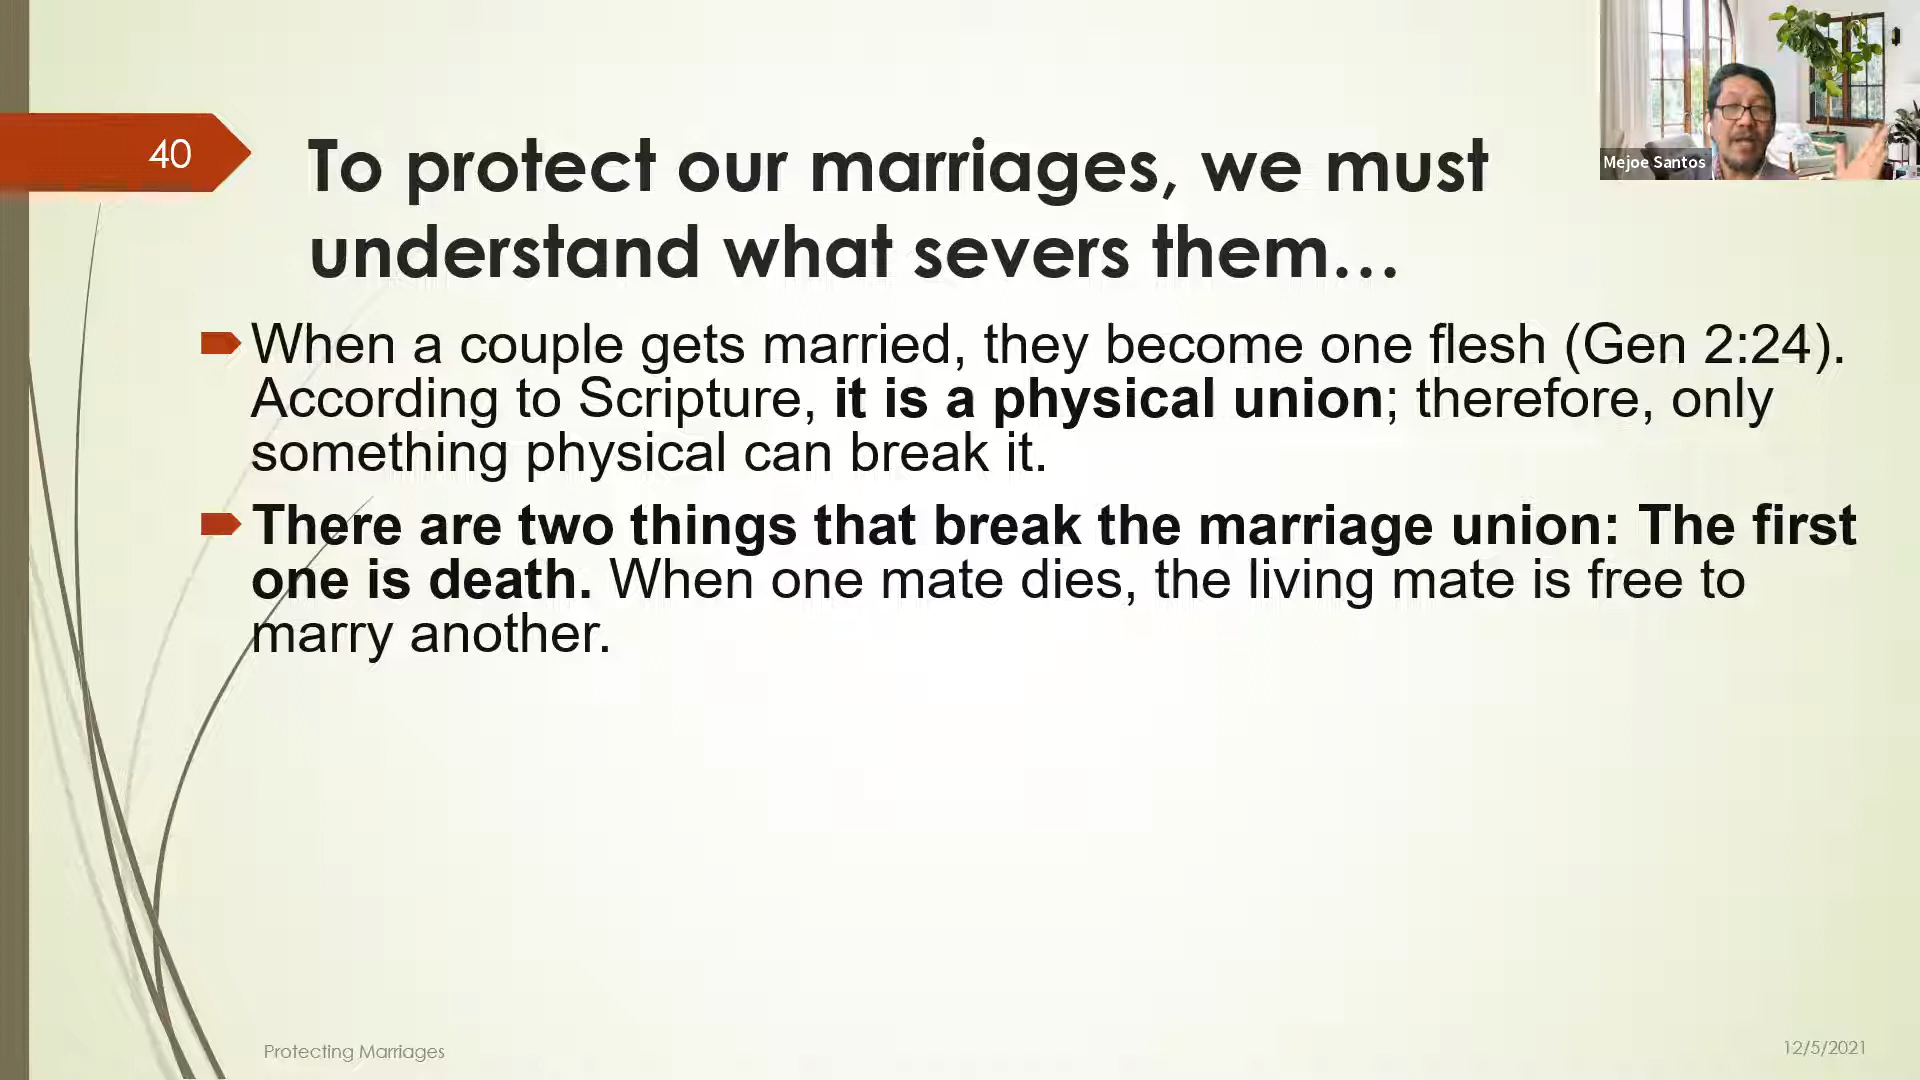 40
To protect our marriages, we must
understand what severs them…
When a couple gets married, they become one flesh (Gen 2:24).
According to Scripture, it is a physical union; therefore, only
something physical can break it.
There are two things that break the marriage union: The first
one is death. When one mate dies, the living mate is free to
marry another.
Mejoe Santos
Protecting Marriages
12/5/2021